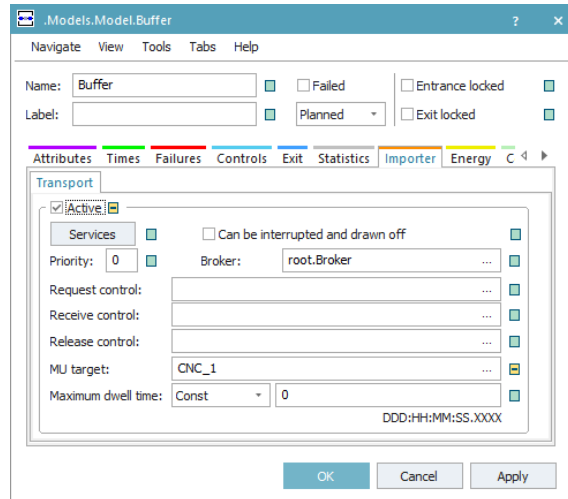 .Models.Model.Buffer ? ×
Navigate View Tools Tabs Help
Name: Buffer Failed Entrance locked
Label: Planned Exit locked
Attributes Times Failures Controls Exit Statistics Importer Energy C
Transport
Active
Services Can be interrupted and drawn off
Priority: 0 Broker: root.Broker ...
Request control: ...
Receive control: ...
Release control: ...
MU target: CNC_1 ...
Maximum dwell time: Const 0
DDD:HH:MM:SS.XXXX
OK Cancel Apply